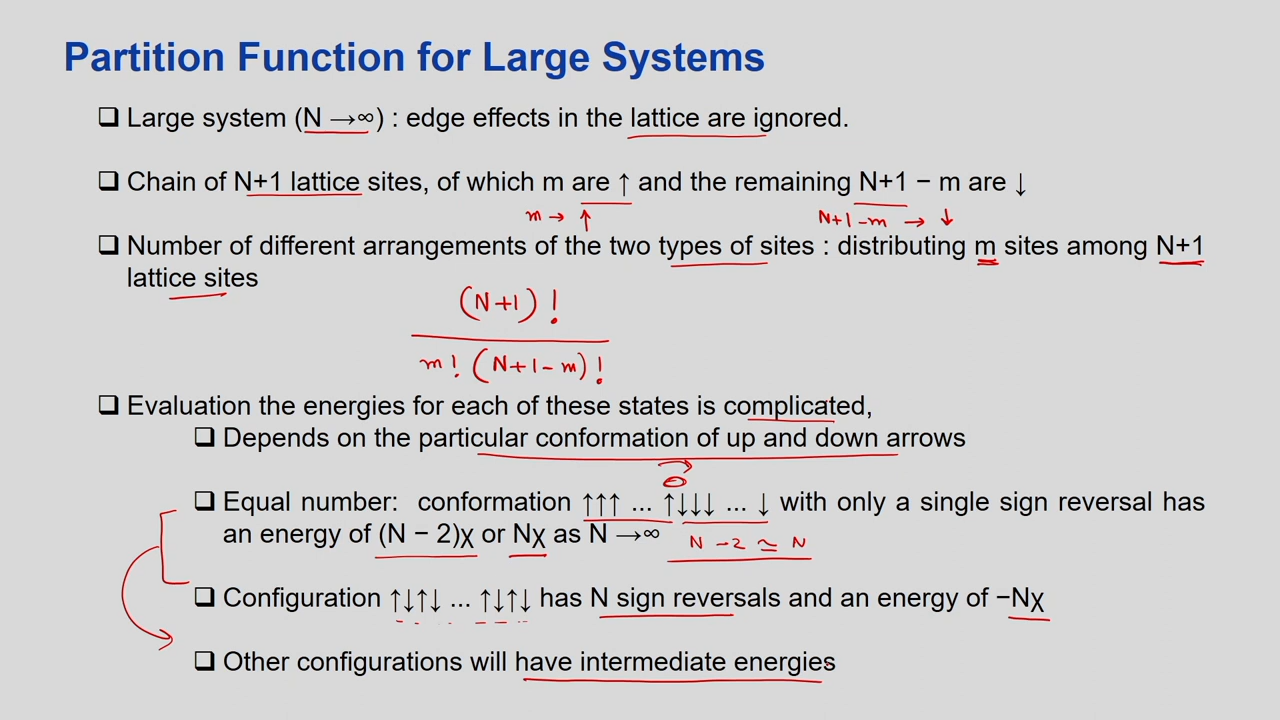 Partition Function for Large Systems
❑ Large system (N →∞) : edge effects in the lattice are ignored.
❑ Chain of N+1 lattice sites, of which m are ↑ and the remaining N+1 − m are ↓
m → ↑ N+1-m → ↓
❑ Number of different arrangements of the two types of sites : distributing m sites among N+1
lattice sites
(N+1) !
m! (N+1-m) !
❑ Evaluation the energies for each of these states is complicated,
❑ Depends on the particular conformation of up and down arrows
❑ Equal number: conformation ↑↑↑ ... ↑↓↓↓ ... ↓ with only a single sign reversal has
an energy of (N − 2)χ or Nχ as N →∞ N -2 ≃ N
❑ Configuration ↑↓↑↓ ... ↑↓↑↓ has N sign reversals and an energy of −Nχ
❑ Other configurations will have intermediate energies